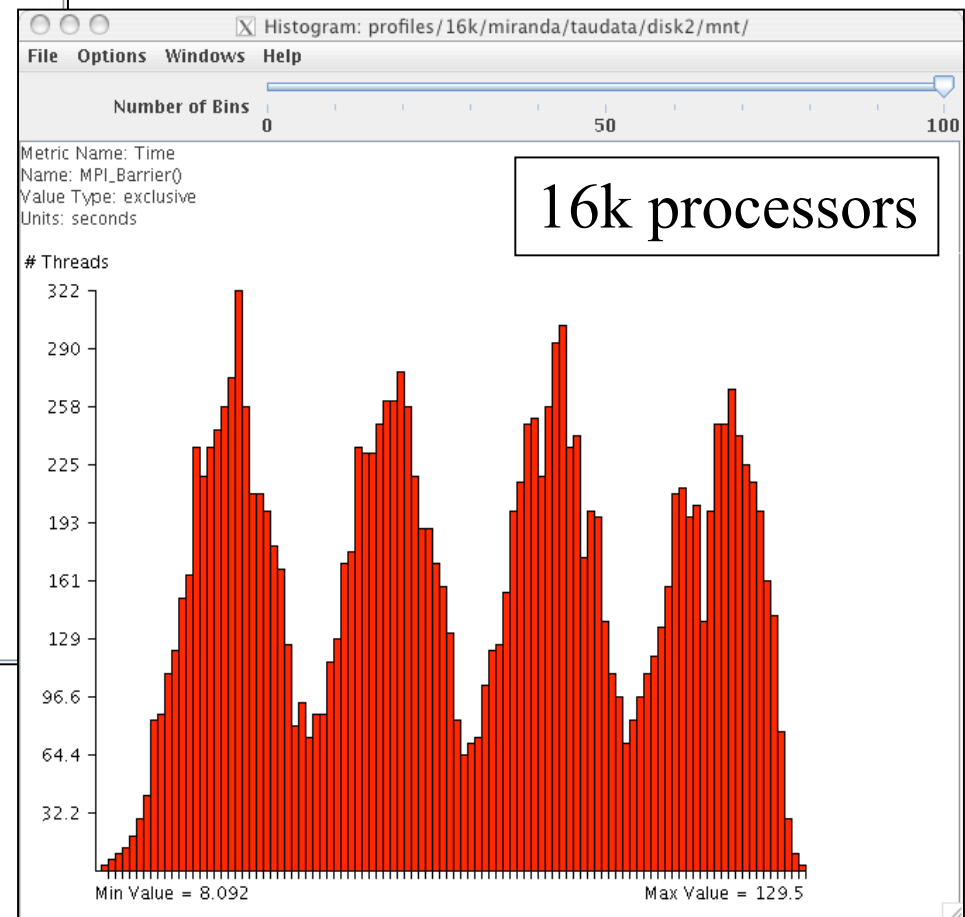 X Histogram: profiles/16k/miranda/taudata/disk2/mnt/
File Options Windows Help
Number of Bins
0 50 100
Metric Name: Time
Name: MPI_Barrier()
Value Type: exclusive
Units: seconds
16k processors
# Threads
322
290
258
225
193
161
129
96.6
64.4
32.2
Min Value = 8.092 Max Value = 129.5